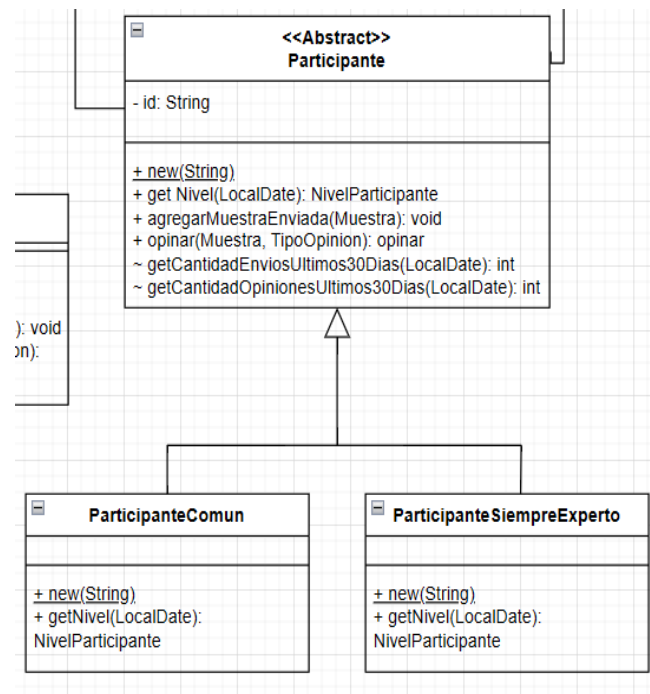 <<Abstract>>
Participante
- id: String
+ new(String)
+ get Nivel(LocalDate): NivelParticipante
+ agregarMuestraEnviada(Muestra): void
+ opinar(Muestra, TipoOpinion): opinar
~ getCantidadEnviosUltimos30Dias(LocalDate): int
~ getCantidadOpinionesUltimos30Dias(LocalDate): int
): void
on):
ParticipanteComun
+ new(String)
+ getNivel(LocalDate):
NivelParticipante
ParticipanteSiempreExperto
+ new(String)
+ getNivel(LocalDate):
NivelParticipante